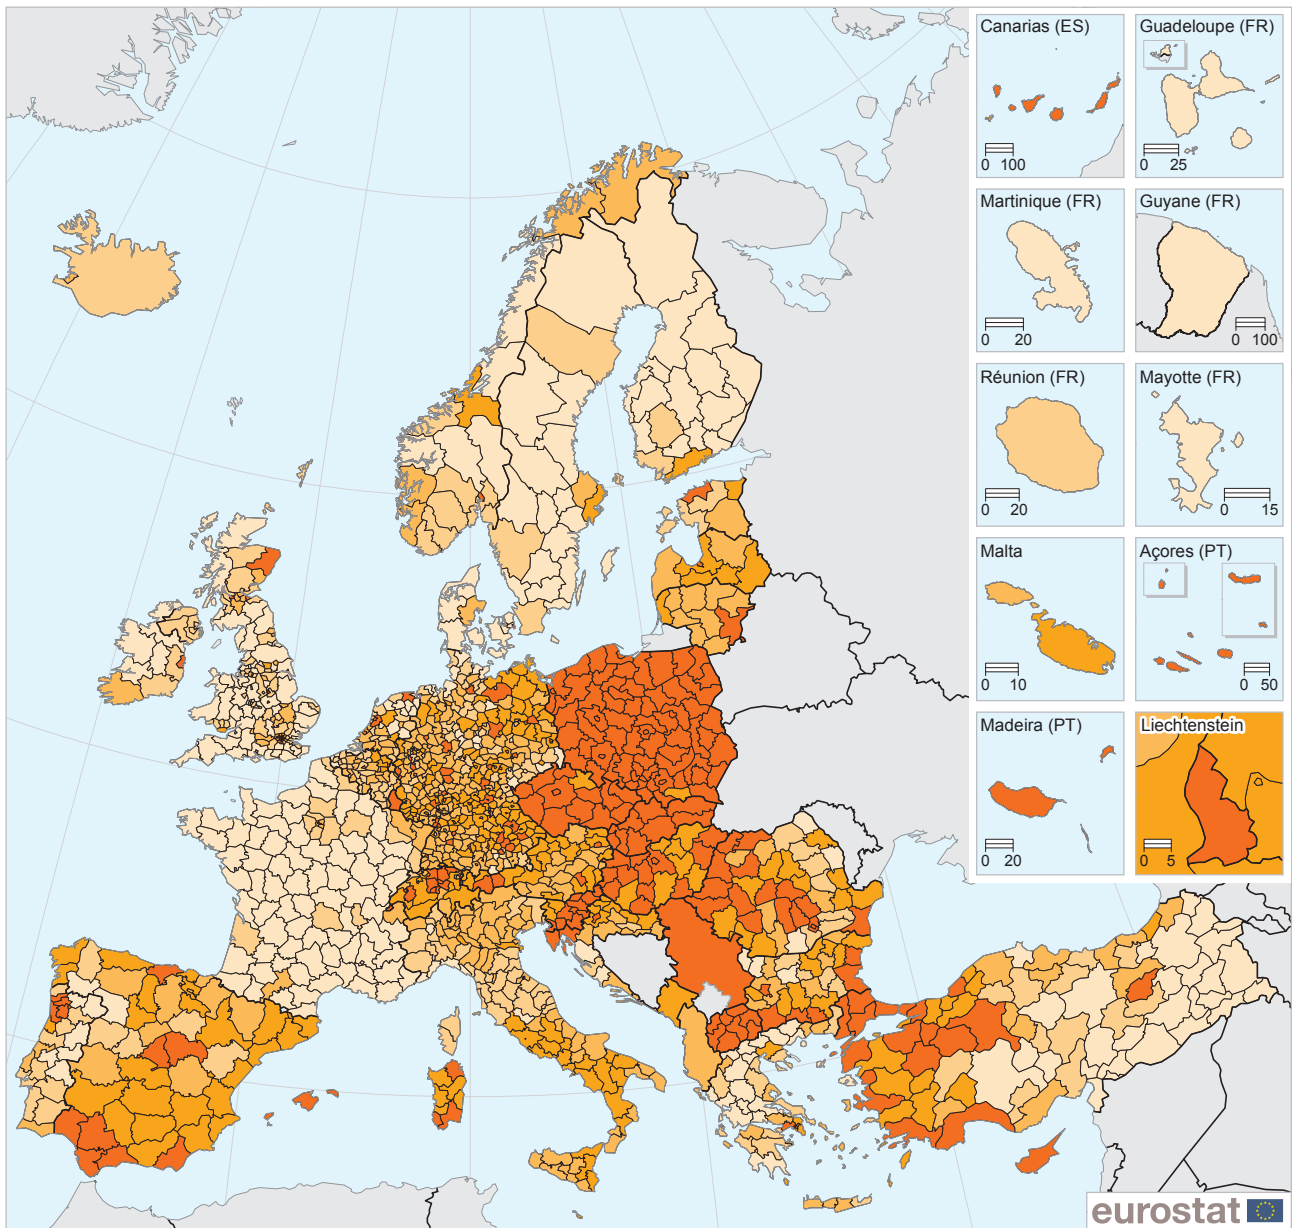 Canarias (ES)
0 100
Guadeloupe (FR)
0 25
Martinique (FR)
0 20
Guyane (FR)
0 100
Réunion (FR)
0 20
Mayotte (FR)
0 15
Malta
0 10
Açores (PT)
0 50
Madeira (PT)
0 20
Liechtenstein
0 5
eurostat